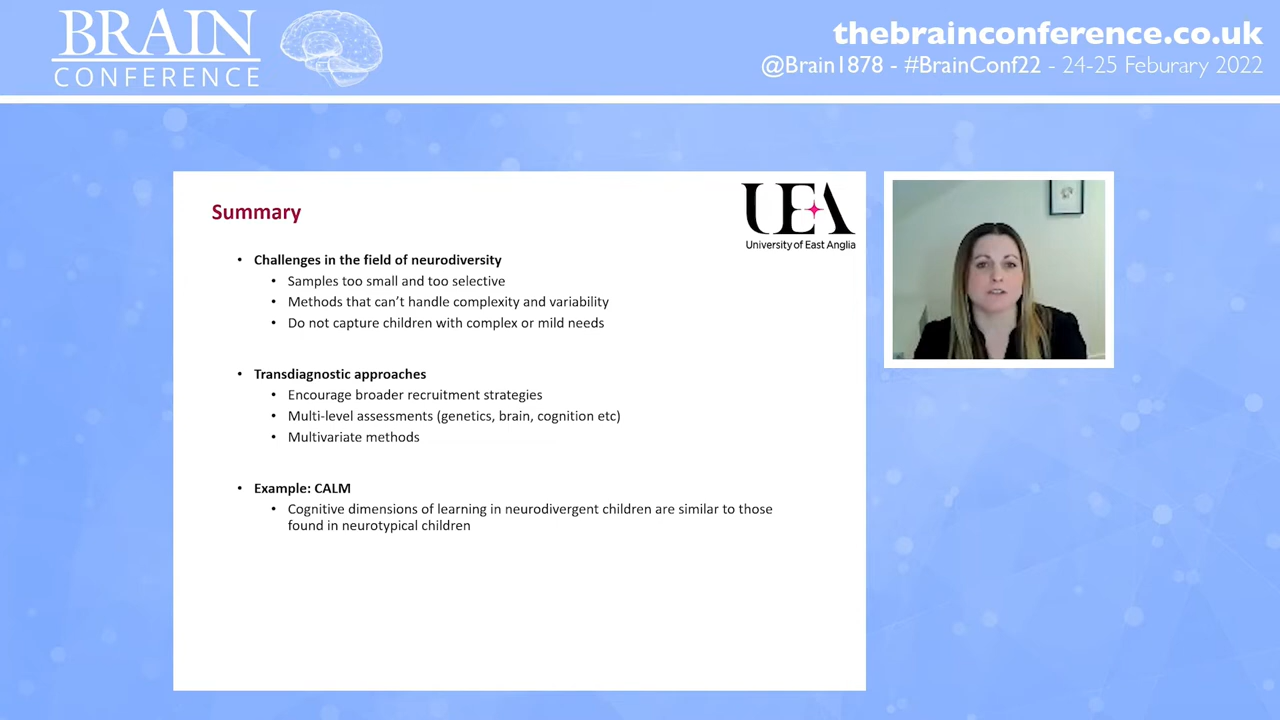 BRAIN
CONFERENCE
thebrainconference.co.uk
@Brain1878 - #BrainConf22 - 24-25 Feburary 2022
Summary
UEA
University of East Anglia
• Challenges in the field of neurodiversity
• Samples too small and too selective
• Methods that can't handle complexity and variability
• Do not capture children with complex or mild needs
• Transdiagnostic approaches
• Encourage broader recruitment strategies
• Multi-level assessments (genetics, brain, cognition etc)
• Multivariate methods
• Example: CALM
• Cognitive dimensions of learning in neurodivergent children are similar to those
found in neurotypical children